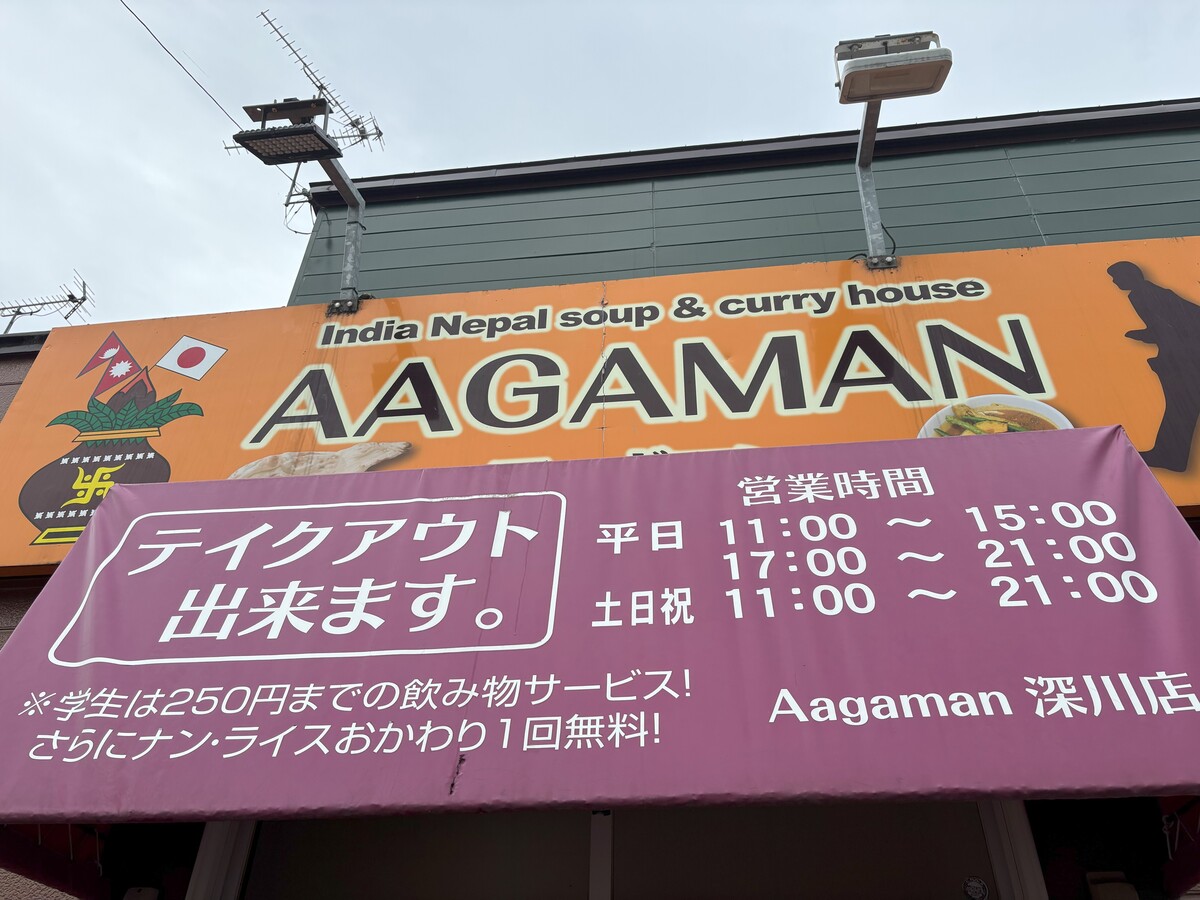 India Nepal soup & curry house
AAGAMAN
テイクアウト
出来ます。
営業時間
平日 11:00 ～ 15:00
17:00 ～ 21:00
土日祝 11:00 ～ 21:00
※学生は250円までの飲み物サービス!
さらにナン・ライスおかわり1回無料!
Aagaman 深川店